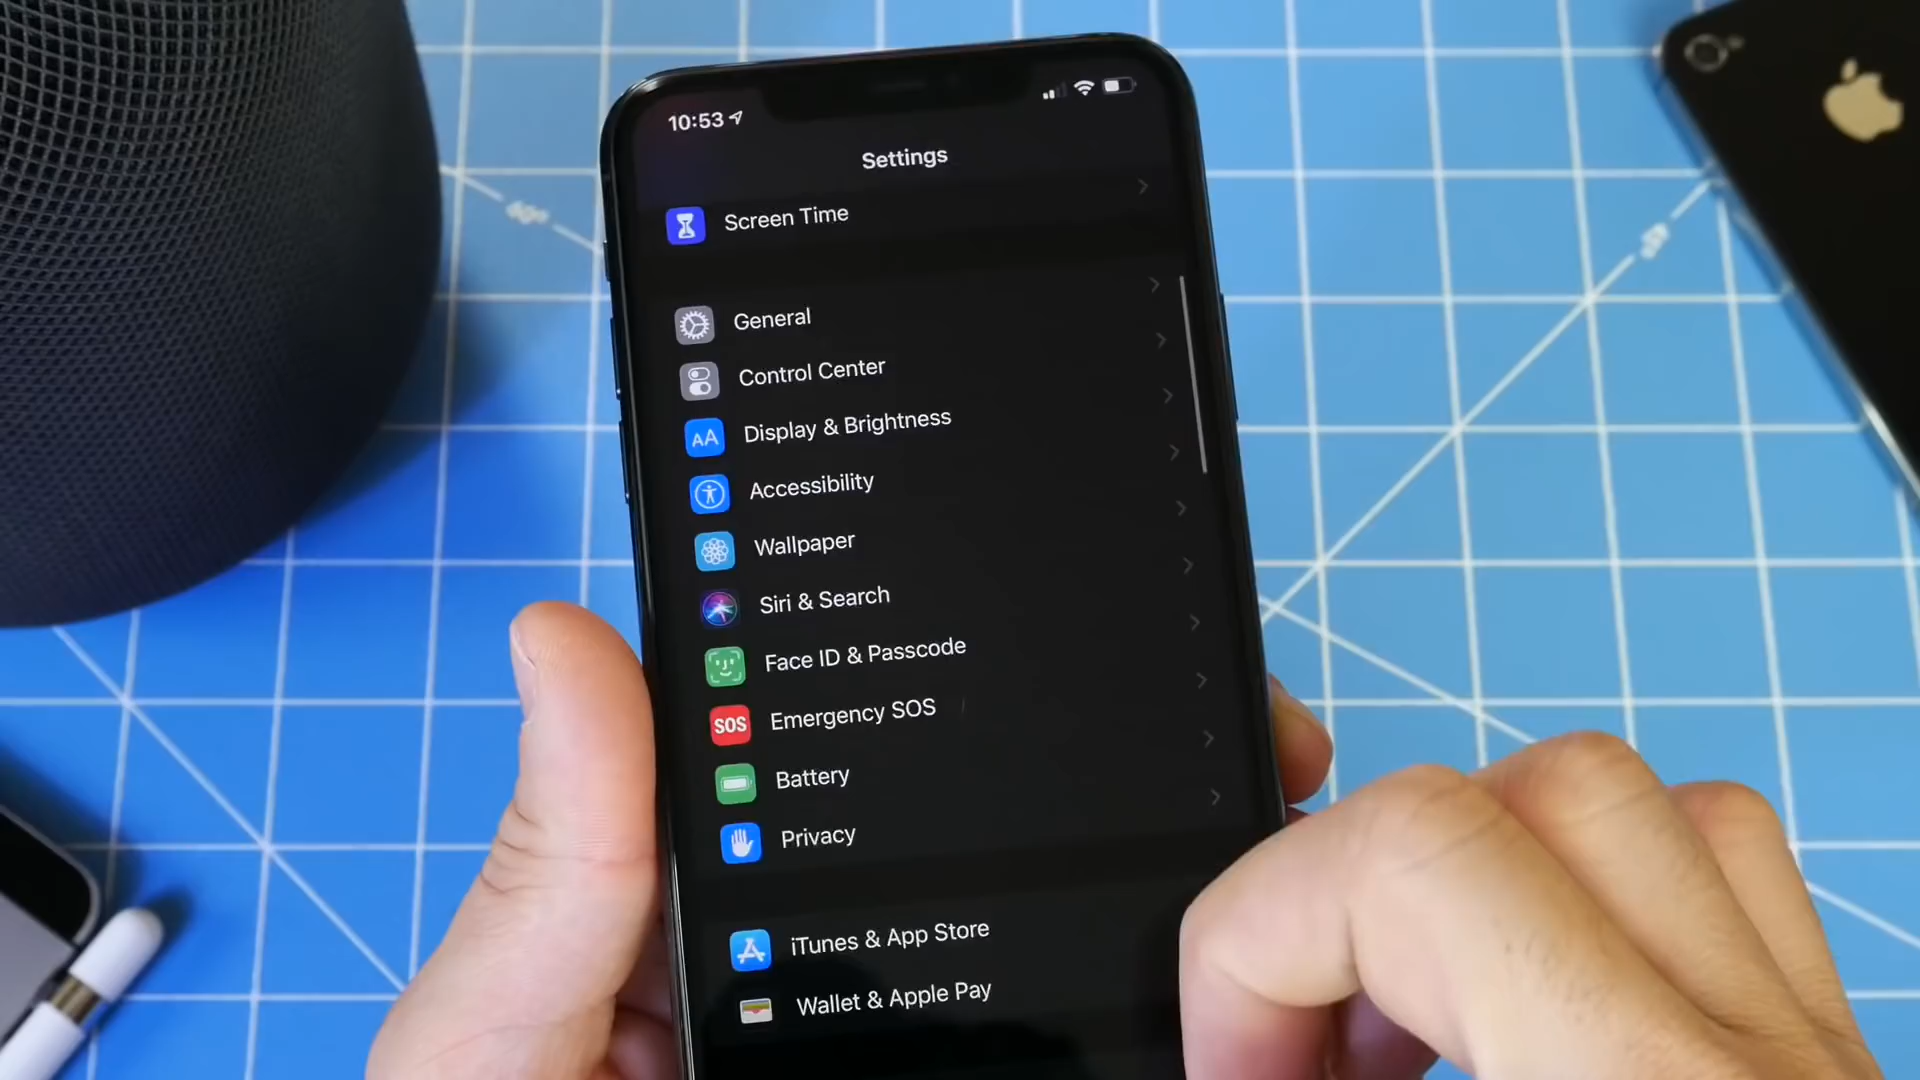 10:53
Settings
Screen Time
General
Control Center
AA Display & Brightness
Accessibility
Wallpaper
Siri & Search
Face ID & Passcode
SOS Emergency SOS
Battery
Privacy
iTunes & App Store
Wallet & Apple Pay